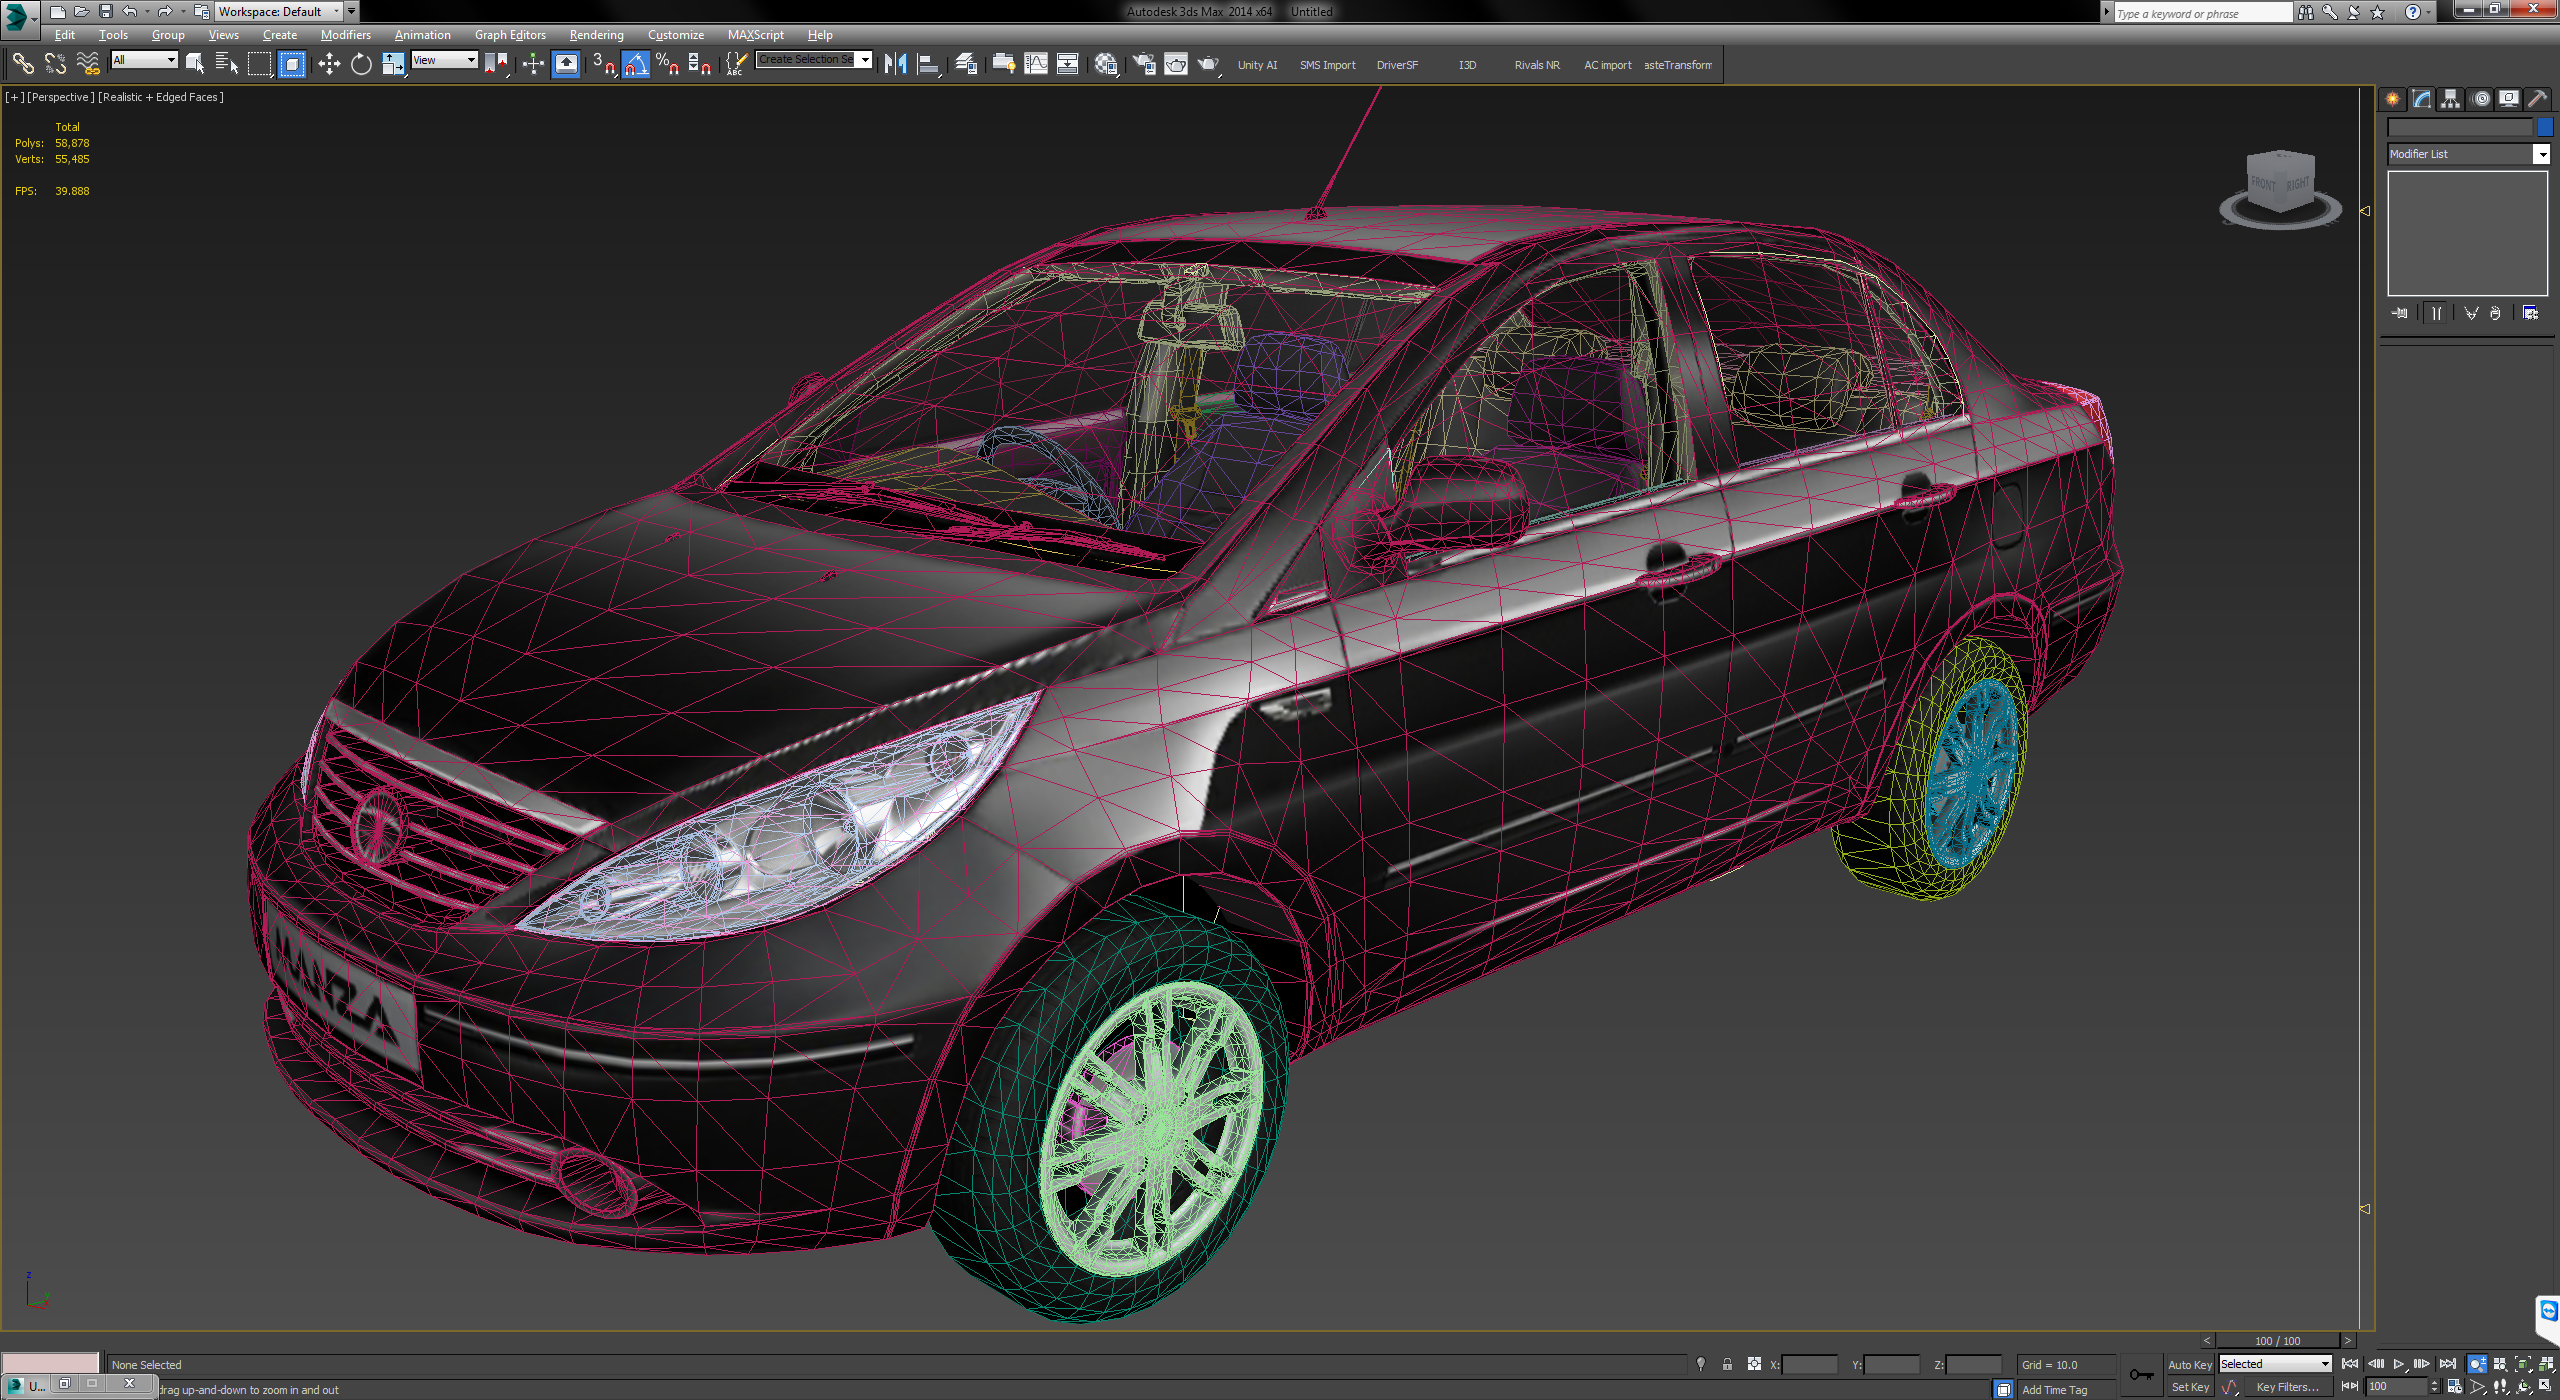 Workspace: Default
Autodesk 3ds Max 2014 x64 Untitled
Type a keyword or phrase
Edit Tools Group Views Create Modifiers Animation Graph Editors Rendering Customize MAXScript Help
All
View
3
%
ABC
Create Selection Se
Unity AI SMS Import DriverSF I3D Rivals NR AC import asteTransform
[+] [Perspective] [Realistic + Edged Faces]
Total
Polys: 58,878
Verts: 55,485
FPS: 39.888
FRONT RIGHT
Modifier List
z
y
100 / 100
None Selected
X: Y: Z: Grid = 10.0
Auto Key Selected
U...
drag up-and-down to zoom in and out
Add Time Tag
Set Key Key Filters... 100